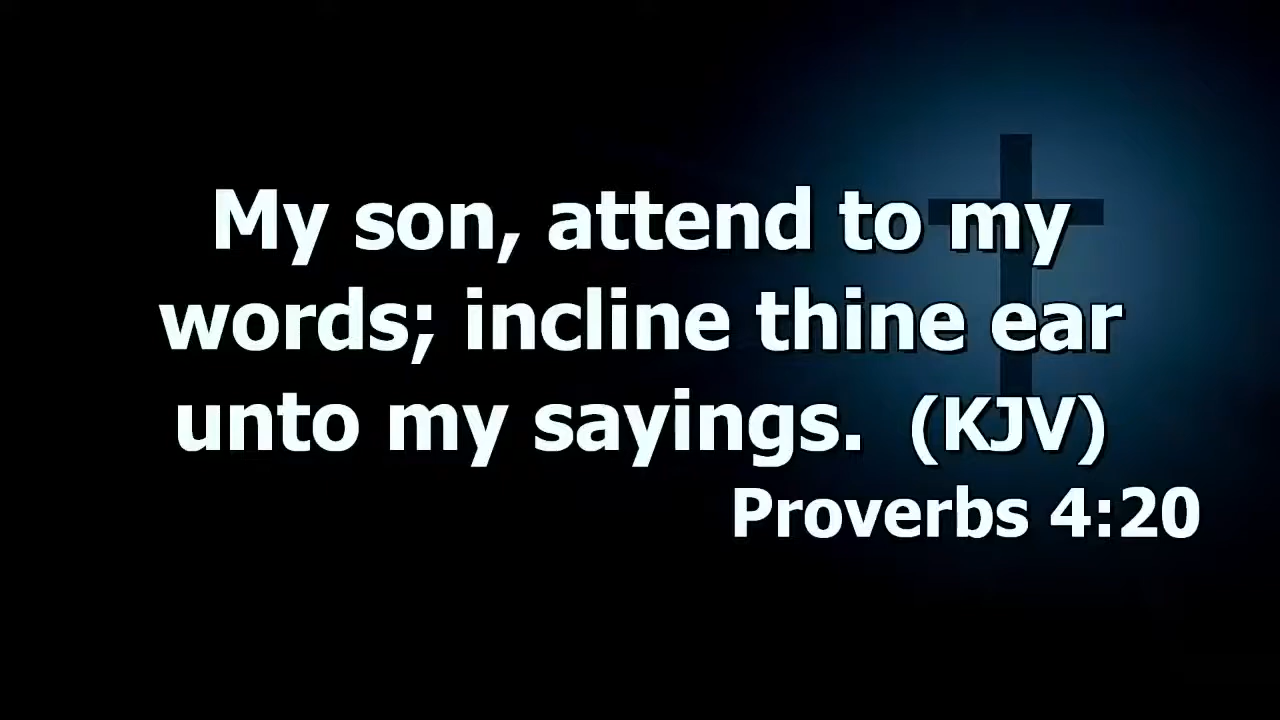 My son, attend to my
words; incline thine ear
unto my sayings.  (KJV)
Proverbs 4:20